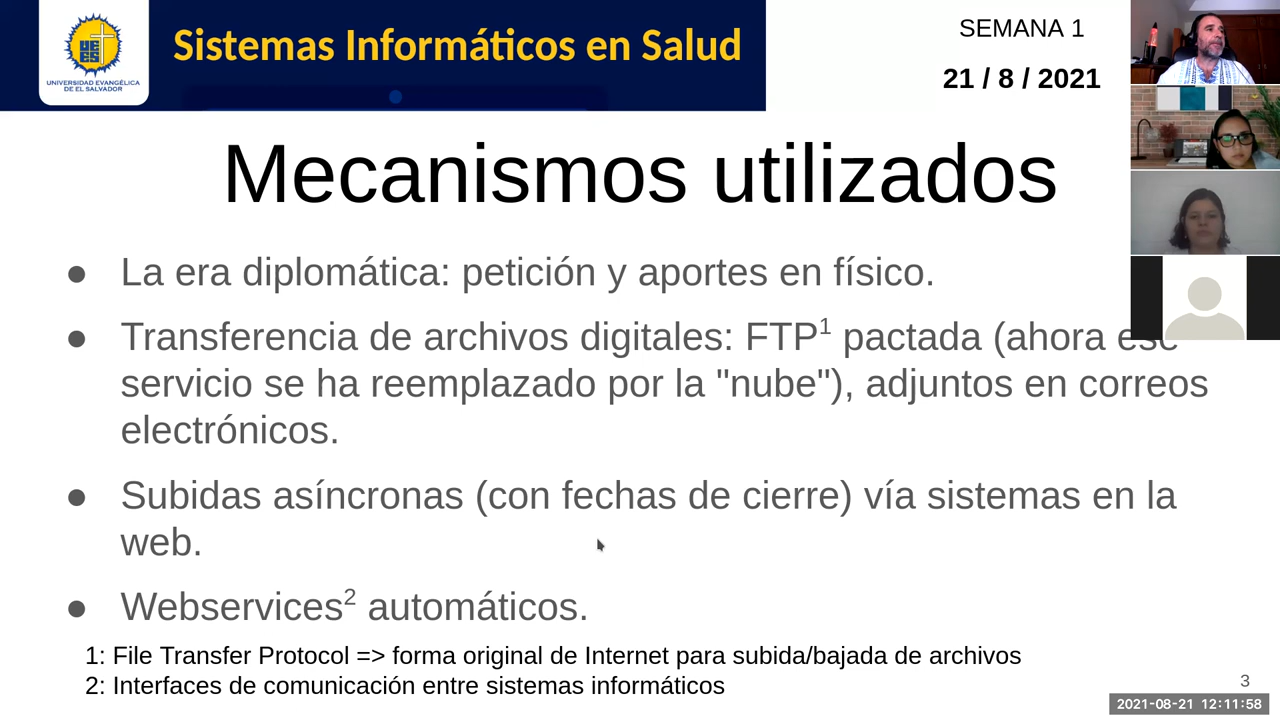 Sistemas Informáticos en Salud
UEES
UNIVERSIDAD EVANGÉLICA
DE EL SALVADOR
SEMANA 1
21 / 8 / 2021
Mecanismos utilizados
● La era diplomática: petición y aportes en físico.
● Transferencia de archivos digitales: FTP1 pactada (ahora ese
servicio se ha reemplazado por la "nube"), adjuntos en correos
electrónicos.
● Subidas asíncronas (con fechas de cierre) vía sistemas en la
web.
● Webservices2 automáticos.
1: File Transfer Protocol => forma original de Internet para subida/bajada de archivos
2: Interfaces de comunicación entre sistemas informáticos
3
2021-08-21 12:11:58